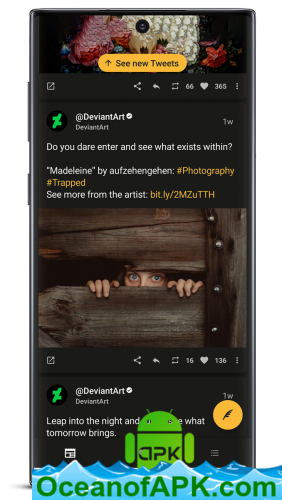 See new Tweets
66 365
@DeviantArt 1w
DeviantArt
Do you dare enter and see what exists within?
"Madeleine" by aufzehengehen: #Photography
#Trapped
See more from the artist: bit.ly/2MZuTTH
16 136
@DeviantArt 1w
DeviantArt
Leap into the night and what
tomorrow brings.
APK
OceanofAPK.com